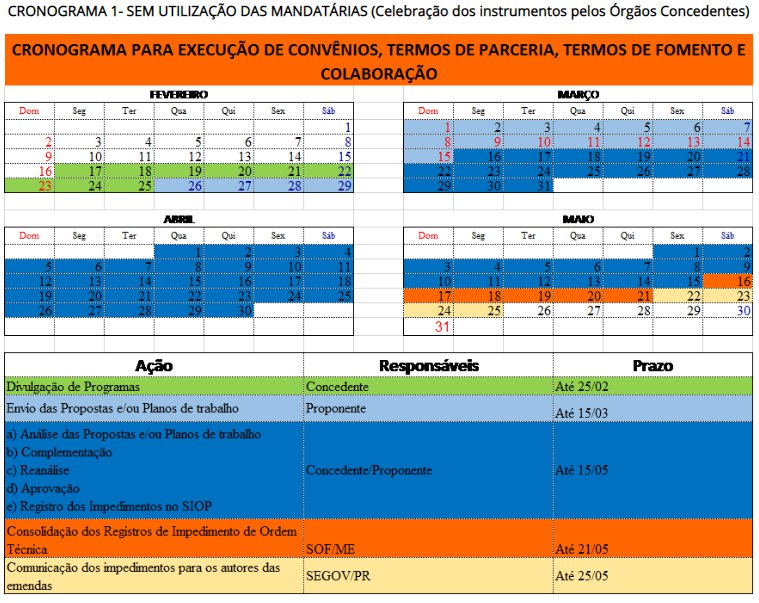 CRONOGRAMA 1- SEM UTILIZAÇÃO DAS MANDATÁRIAS (Celebração dos instrumentos pelos Órgãos Concedentes)
CRONOGRAMA PARA EXECUÇÃO DE CONVÊNIOS, TERMOS DE PARCERIA, TERMOS DE FOMENTO E
COLABORAÇÃO
FEVEREIRO
Dom Seg Ter Qua Qui Sex Sáb
1
2 3 4 5 6 7 8
9 10 11 12 13 14 15
16 17 18 19 20 21 22
23 24 25 26 27 28 29
MARÇO
Dom Seg Ter Qua Qui Sex Sáb
1 2 3 4 5 6 7
8 9 10 11 12 13 14
15 16 17 18 19 20 21
22 23 24 25 26 27 28
29 30 31
ABRIL
Dom Seg Ter Qua Qui Sex Sáb
1 2 3 4
5 6 7 8 9 10 11
12 13 14 15 16 17 18
19 20 21 22 23 24 25
26 27 28 29 30
MAIO
Dom Seg Ter Qua Qui Sex Sáb
1 2
3 4 5 6 7 8 9
10 11 12 13 14 15 16
17 18 19 20 21 22 23
24 25 26 27 28 29 30
31
Ação Responsáveis Prazo
Divulgação de Programas Concedente Até 25/02
Envio das Propostas e/ou Planos de trabalho Proponente Até 15/03
a) Análise das Propostas e/ou Planos de trabalho
b) Complementação
c) Reanálise Concedente/Proponente Até 15/05
d) Aprovação
e) Registro dos Impedimentos no SIOP
Consolidação dos Registros de Impedimento de Ordem
Técnica SOF/ME Até 21/05
Comunicação dos impedimentos para os autores das
emendas SEGOV/PR Até 25/05